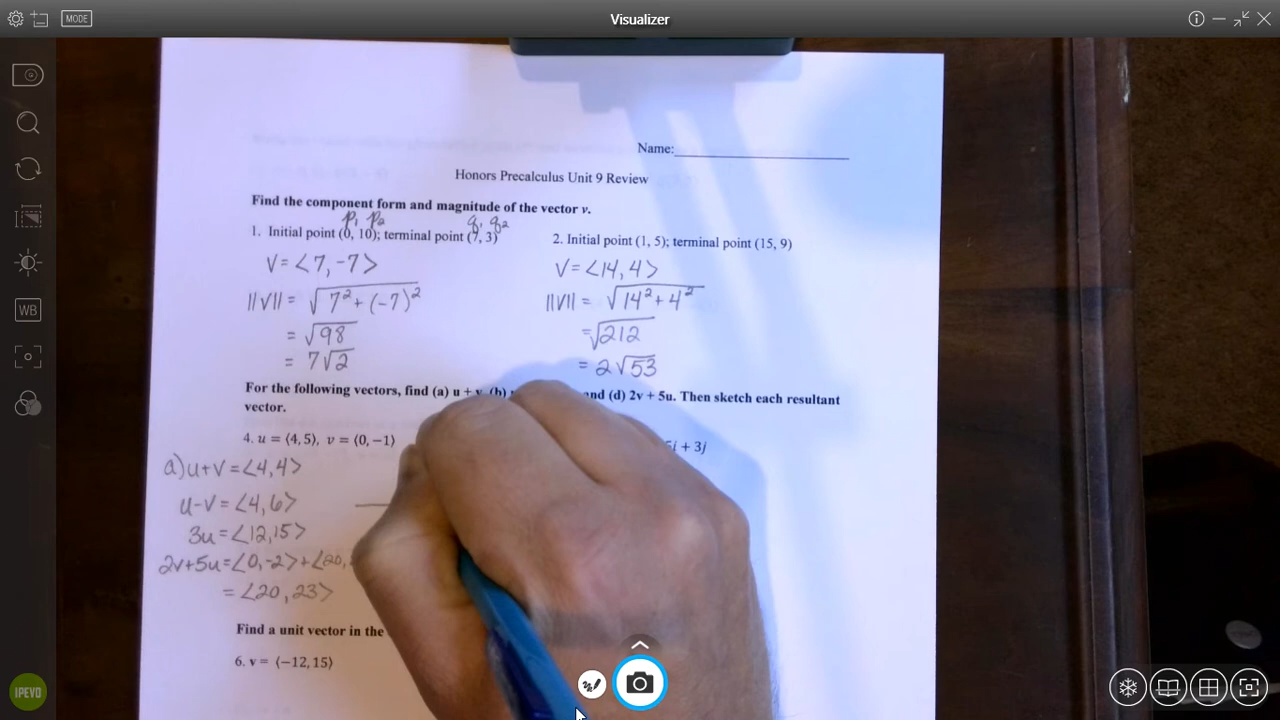 MODE
Visualizer
WB
IPEVO
Name:
Honors Precalculus Unit 9 Review
Find the component form and magnitude of the vector v.
p₁ p₂ q₁ q₂
1. Initial point (0, 10); terminal point (7, 3)
V = <7, -7>
||V|| = √7² + (-7)²
= √98
= 7√2
2. Initial point (1, 5); terminal point (15, 9)
V = <14, 4>
||V|| = √14² + 4²
= √212
= 2√53
For the following vectors, find (a) u + v, (b) and (d) 2v + 5u. Then sketch each resultant
vector.
4. u = ⟨4, 5⟩, v = ⟨0, −1⟩
a) u+v = <4,4>
u-v = <4,6>
3u = <12,15>
2v+5u = <0,-2> + <20,
= <20,23>
i + 3j
Find a unit vector in the
6. v = ⟨−12, 15⟩